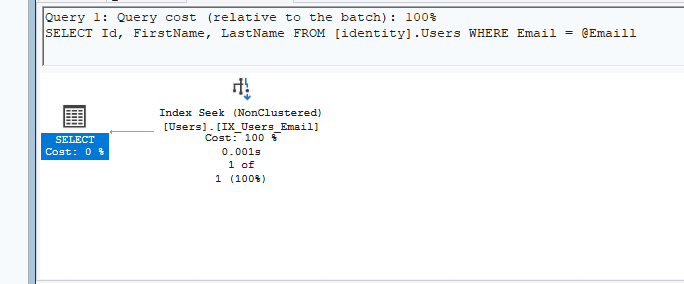 Query 1: Query cost (relative to the batch): 100%
SELECT Id, FirstName, LastName FROM [identity].Users WHERE Email = @Emaill
Index Seek (NonClustered)
[Users].[IX_Users_Email]
SELECT
Cost: 0 %
Cost: 100 %
0.001s
1 of
1 (100%)